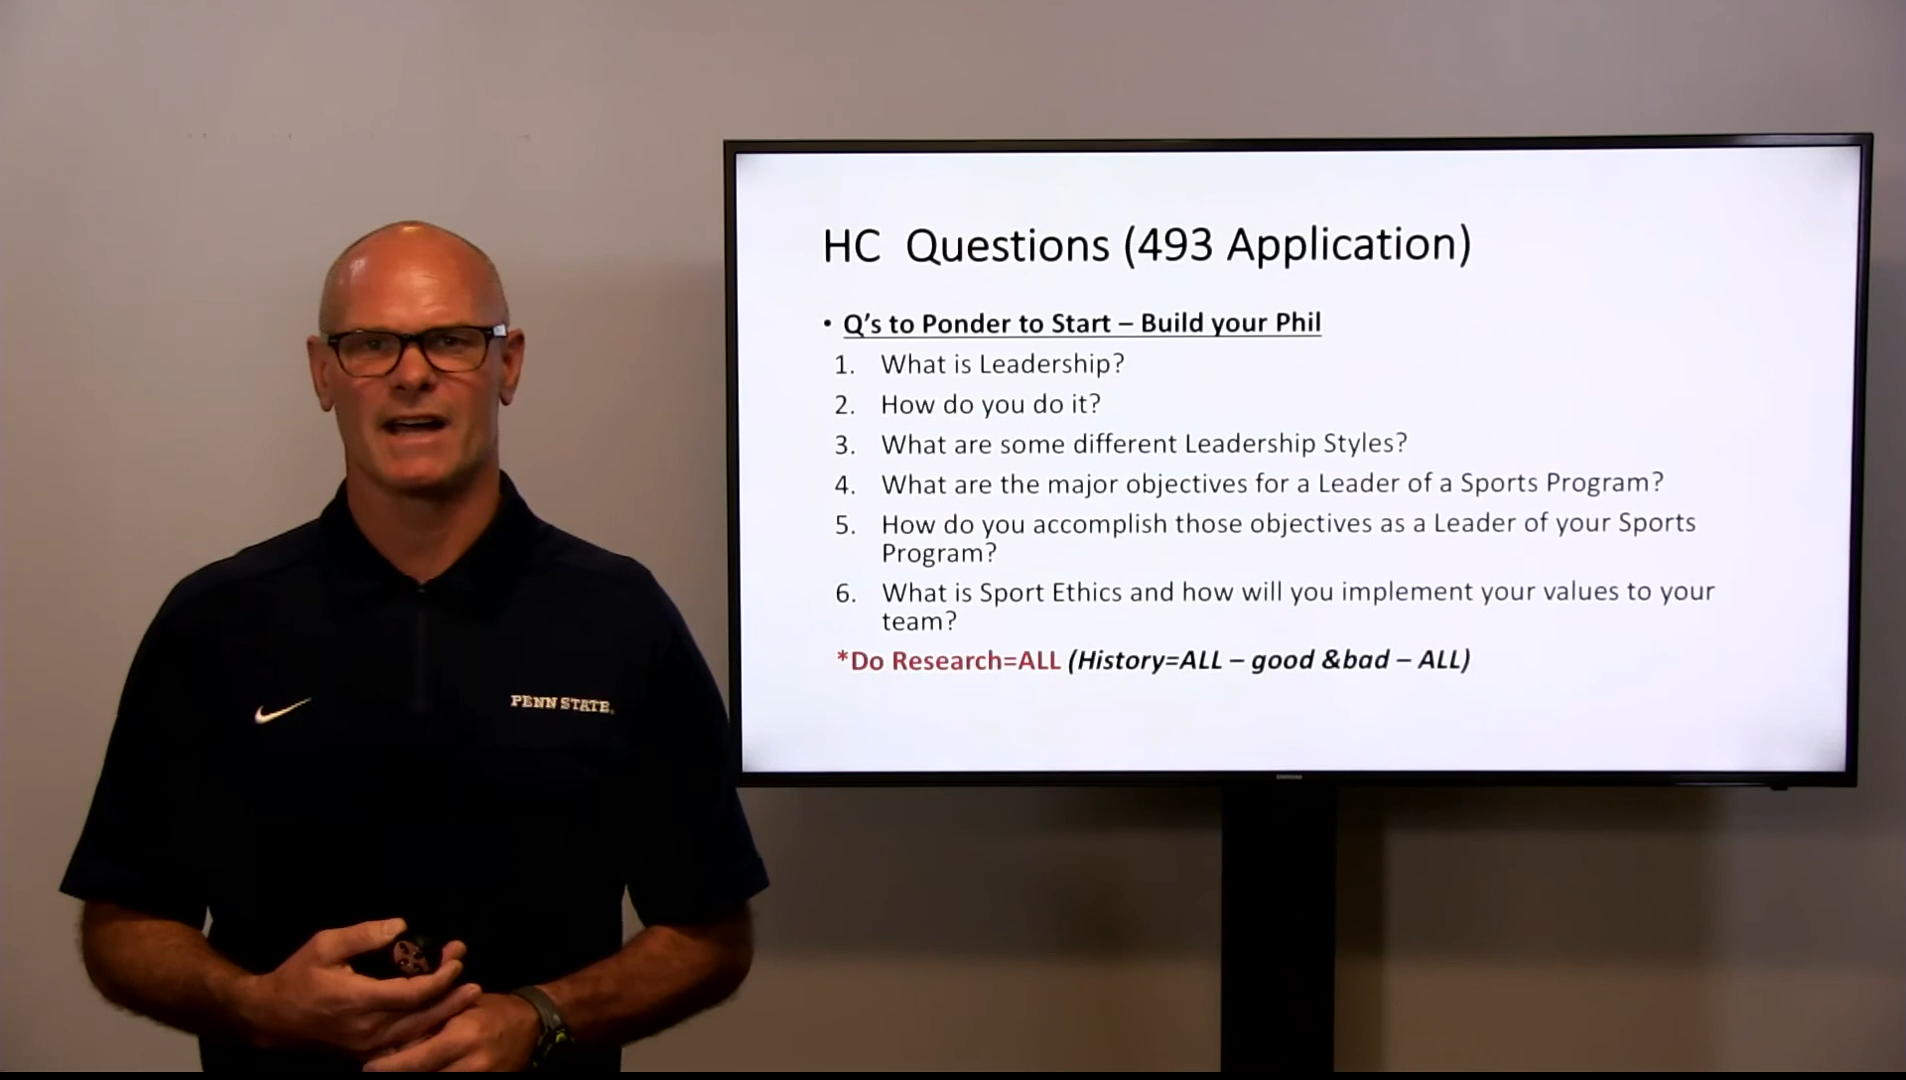 HC Questions (493 Application)
• Q's to Ponder to Start – Build your Phil
1. What is Leadership?
2. How do you do it?
3. What are some different Leadership Styles?
4. What are the major objectives for a Leader of a Sports Program?
5. How do you accomplish those objectives as a Leader of your Sports
Program?
6. What is Sport Ethics and how will you implement your values to your
team?
*Do Research=ALL (History=ALL – good &bad – ALL)
PENN STATE.